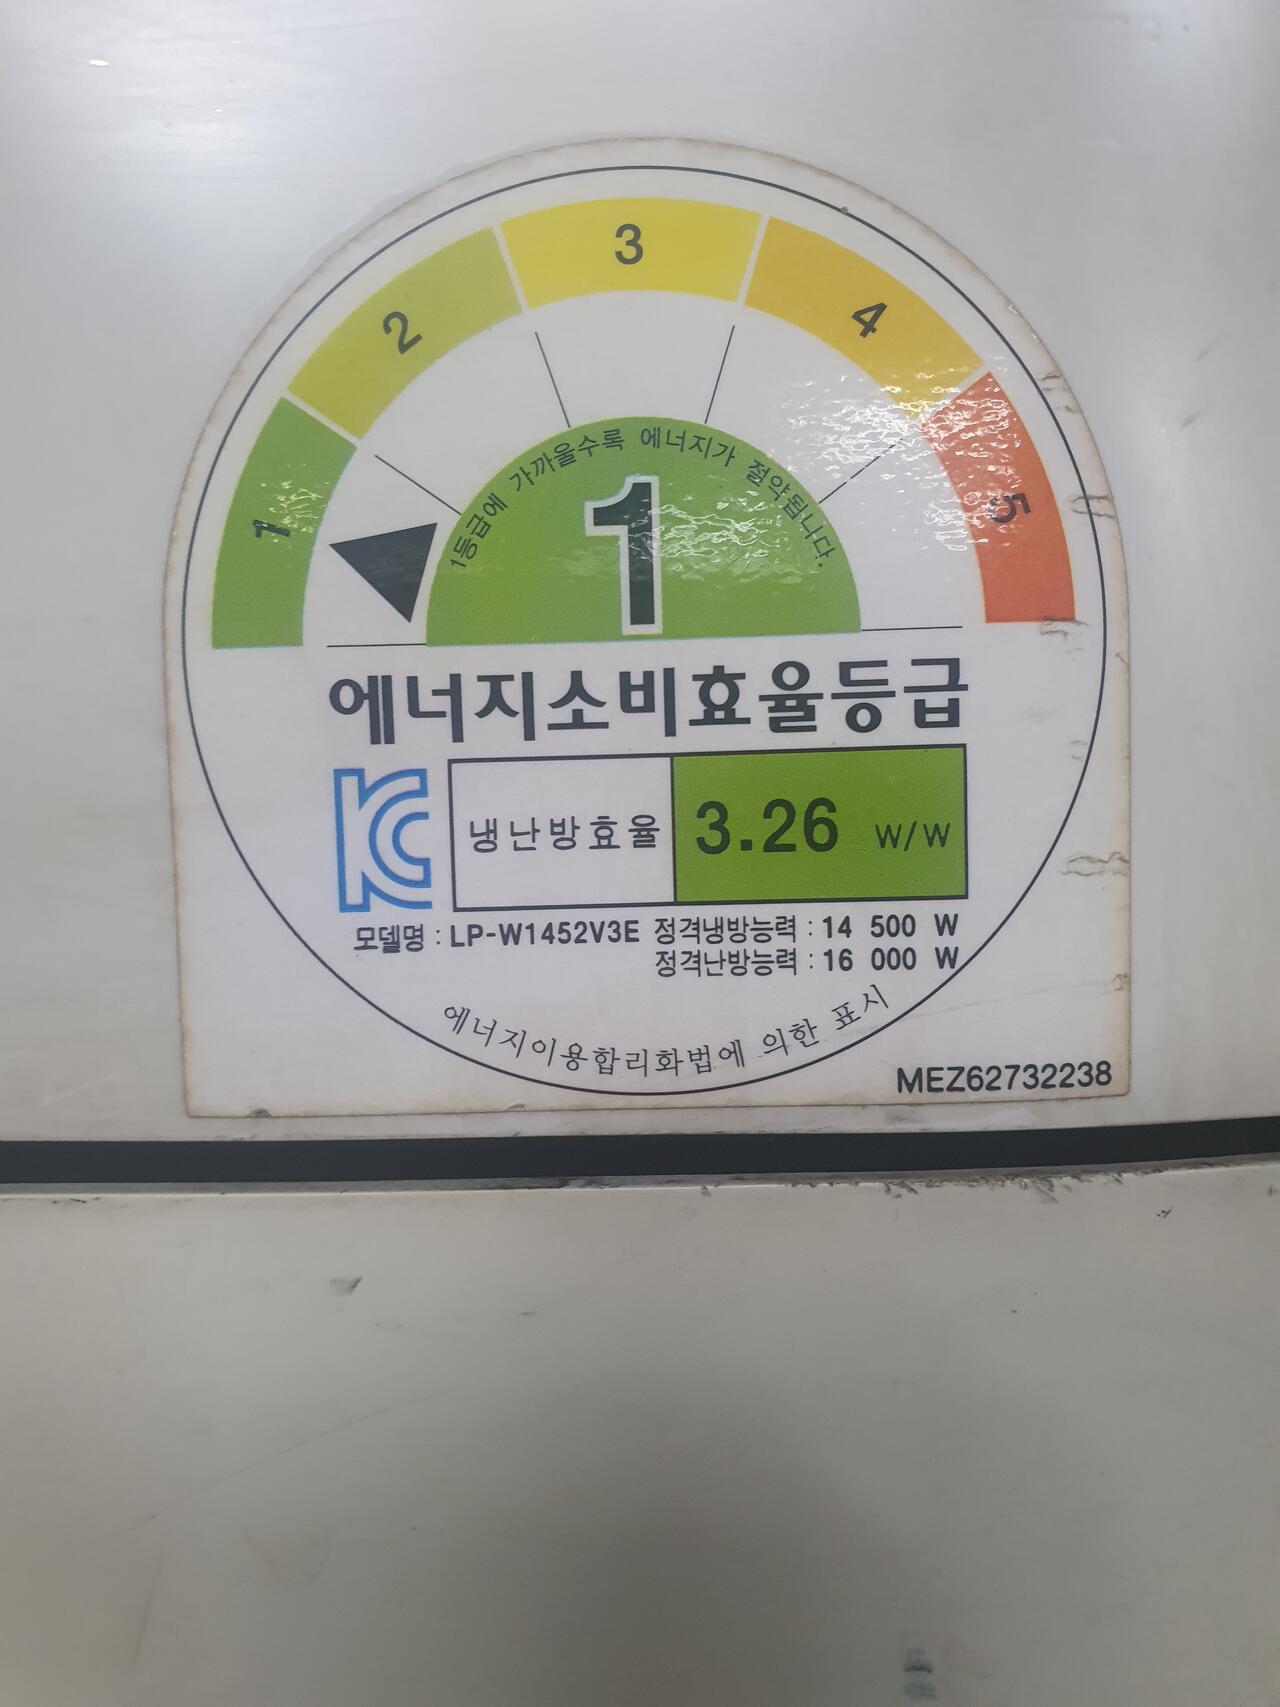 1
2
3
4
5
1등급에 가까울수록 에너지가 절약됩니다.
1
에너지소비효율등급
KC
냉난방효율
3.26 W/W
모델명 : LP-W1452V3E 정격냉방능력 : 14 500 W
정격난방능력 : 16 000 W
에너지이용합리화법에 의한 표시
MEZ62732238